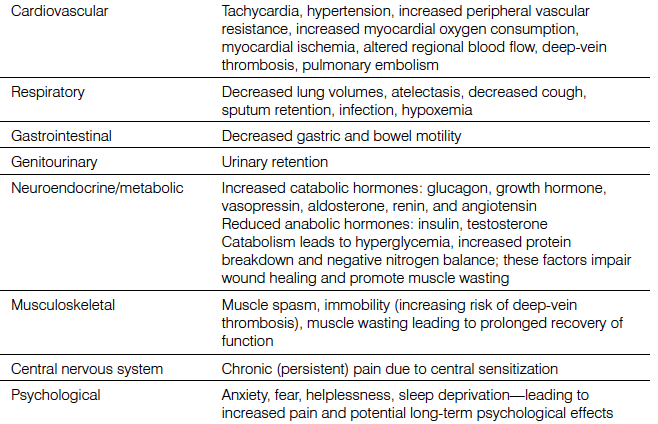 Cardiovascular Tachycardia, hypertension, increased peripheral vascular
resistance, increased myocardial oxygen consumption,
myocardial ischemia, altered regional blood flow, deep-vein
thrombosis, pulmonary embolism
Respiratory Decreased lung volumes, atelectasis, decreased cough,
sputum retention, infection, hypoxemia
Gastrointestinal Decreased gastric and bowel motility
Genitourinary Urinary retention
Neuroendocrine/metabolic Increased catabolic hormones: glucagon, growth hormone,
vasopressin, aldosterone, renin, and angiotensin
Reduced anabolic hormones: insulin, testosterone
Catabolism leads to hyperglycemia, increased protein
breakdown and negative nitrogen balance; these factors impair
wound healing and promote muscle wasting
Musculoskeletal Muscle spasm, immobility (increasing risk of deep-vein
thrombosis), muscle wasting leading to prolonged recovery of
function
Central nervous system Chronic (persistent) pain due to central sensitization
Psychological Anxiety, fear, helplessness, sleep deprivation—leading to
increased pain and potential long-term psychological effects